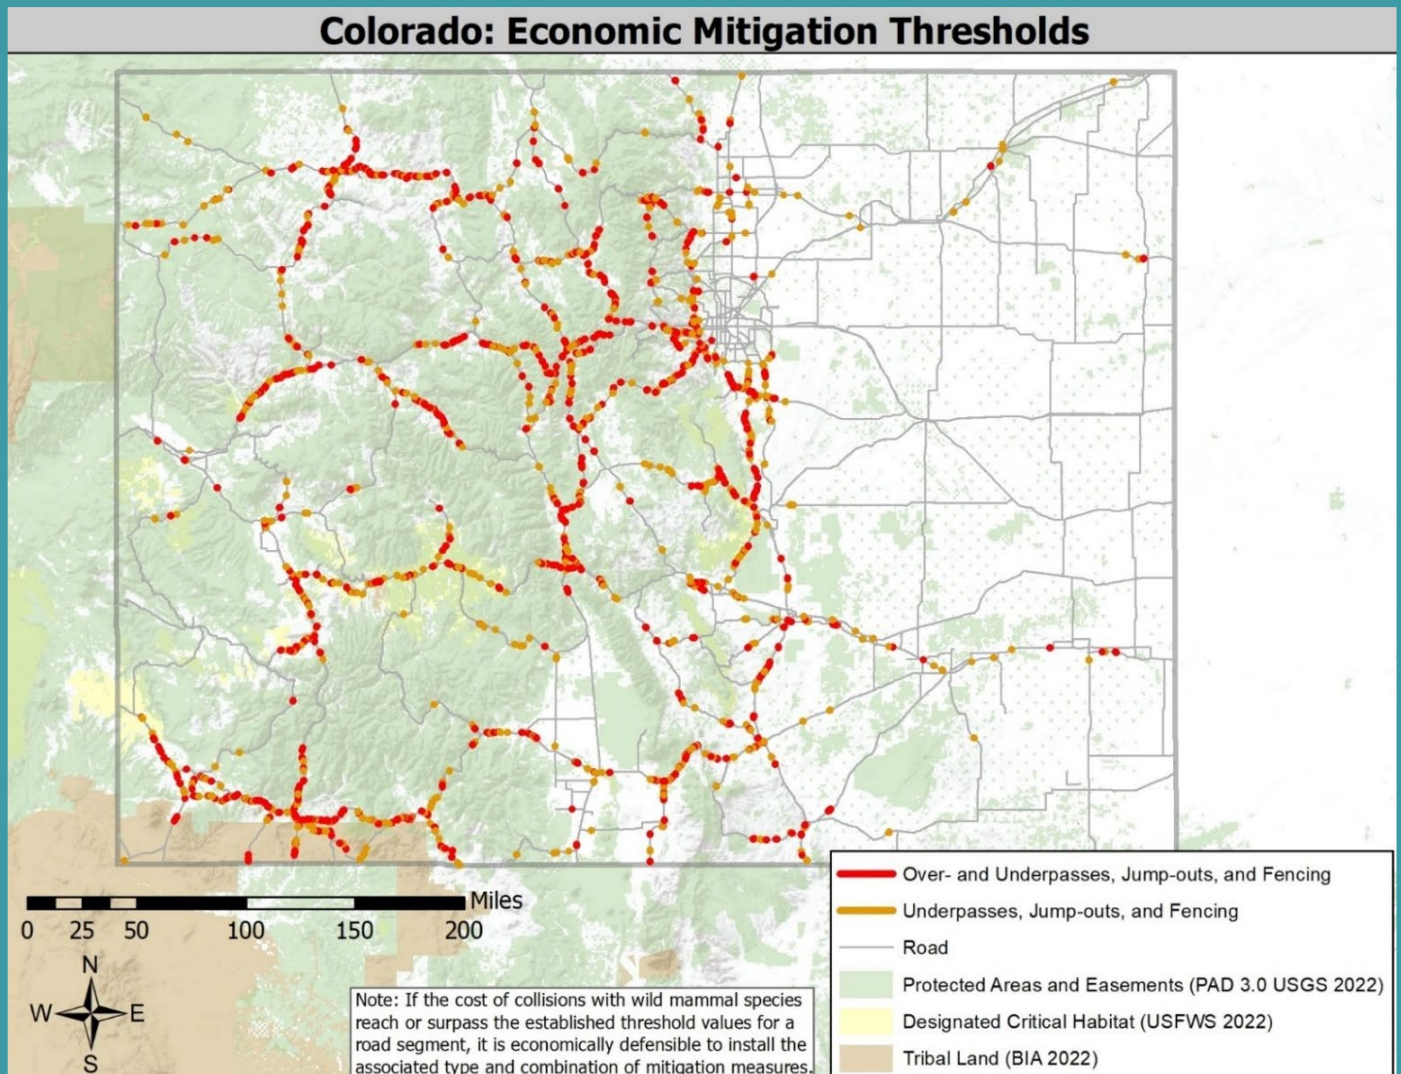 Colorado: Economic Mitigation Thresholds
Over- and Underpasses, Jump-outs, and Fencing
Underpasses, Jump-outs, and Fencing
Road
Protected Areas and Easements (PAD 3.0 USGS 2022)
Designated Critical Habitat (USFWS 2022)
Tribal Land (BIA 2022)
Miles
0 25 50 100 150 200
N
W E
S
Note: If the cost of collisions with wild mammal species
reach or surpass the established threshold values for a
road segment, it is economically defensible to install the
associated type and combination of mitigation measures.